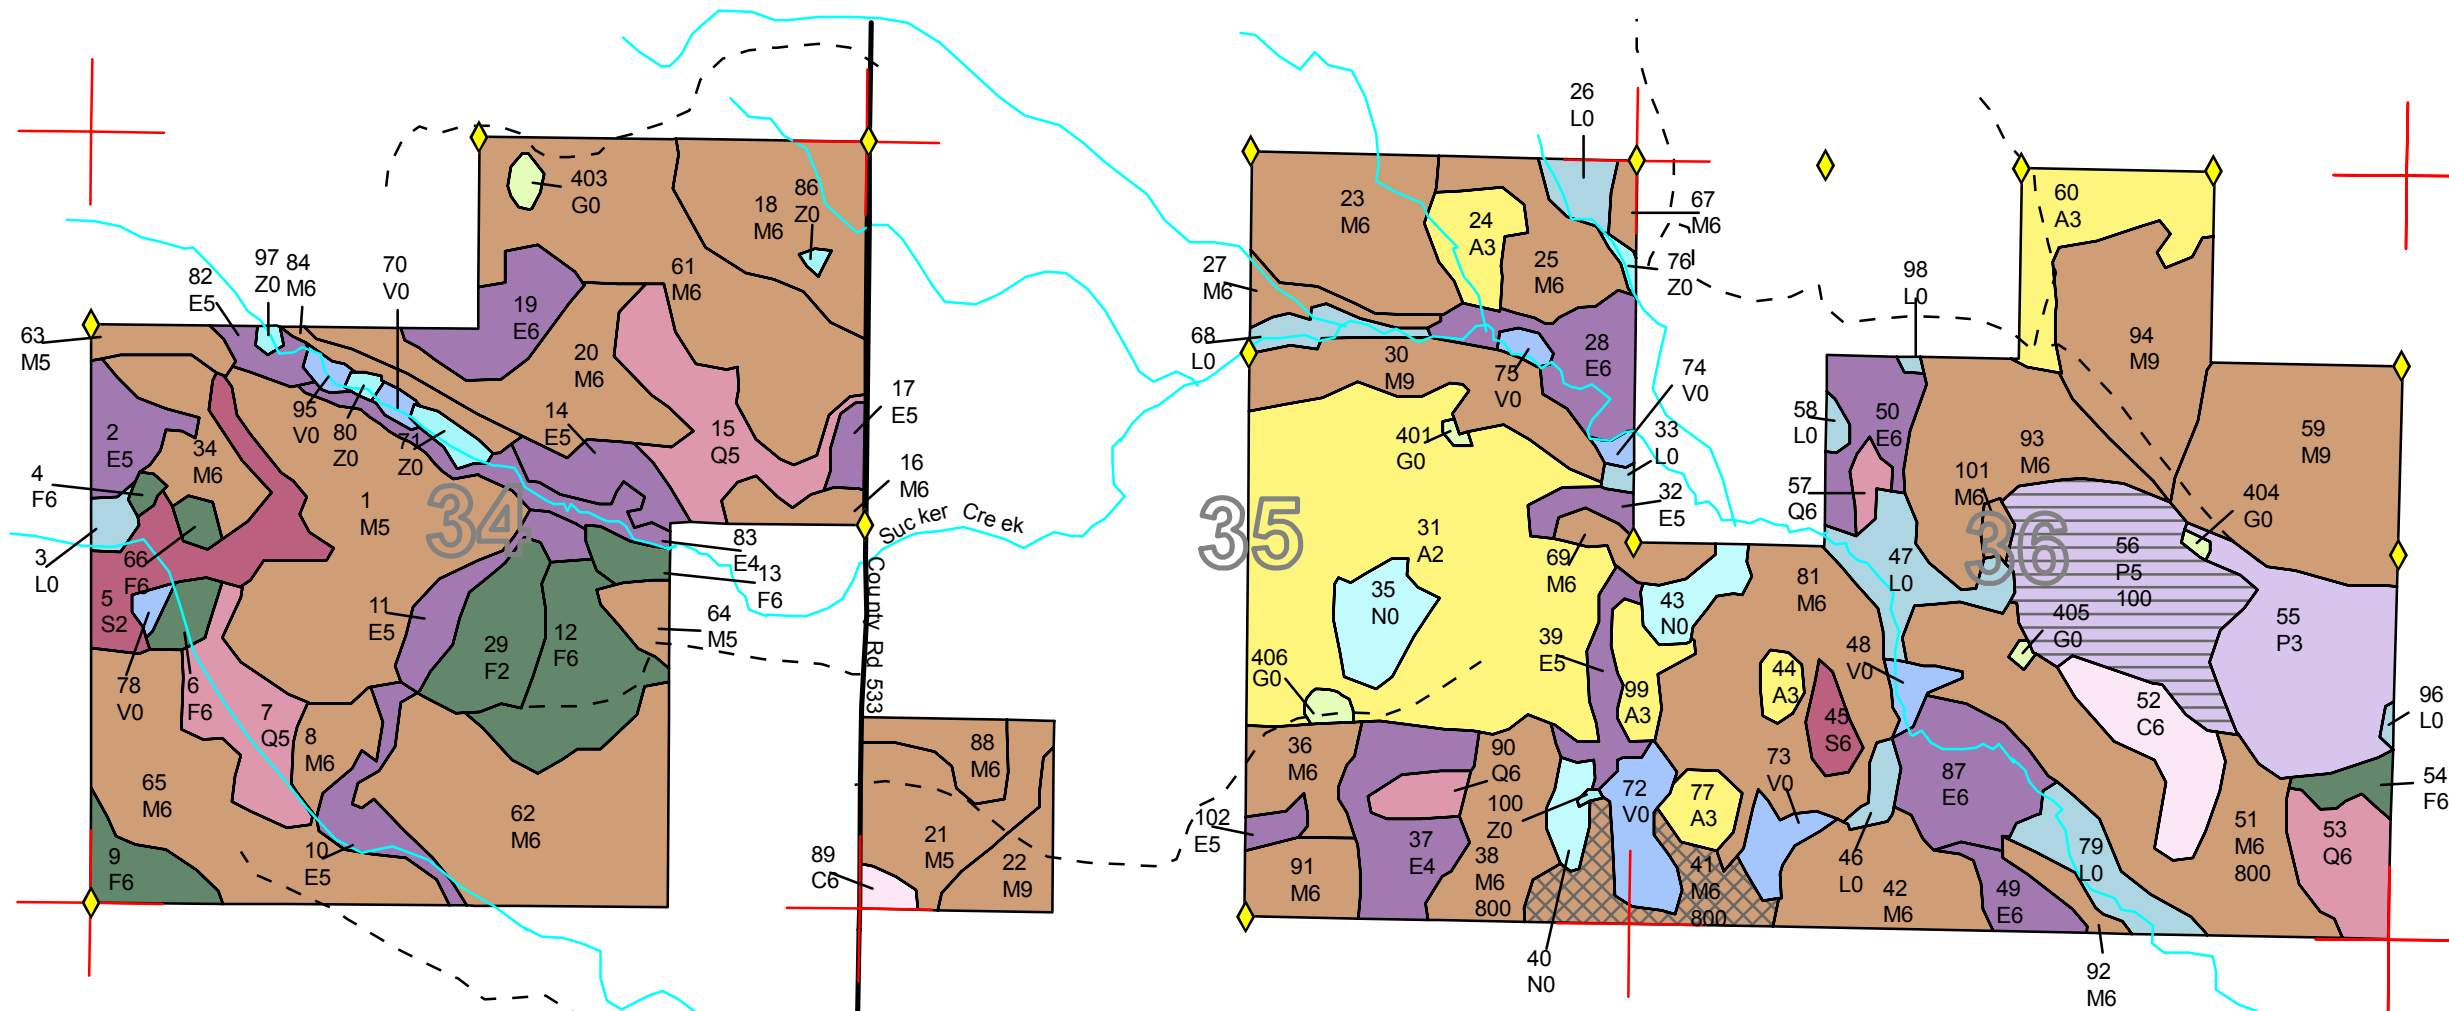 403
G0
18
M6
86
Z0
61
M6
82
E5
97
Z0
84
M6
70
V0
19
E6
63
M5
20
M6
95
V0
80
Z0
71
Z0
14
E5
15
Q5
17
E5
2
E5
34
M6
4
F6
1
M5
34
16
M6
Sucker Creek
3
L0
66
F6
83
E4
13
F6
5
S2
11
E5
29
F2
12
F6
64
M5
County Rd 533
78
V0
6
F6
7
Q5
8
M6
65
M6
62
M6
9
F6
10
E5
88
M6
21
M5
22
M9
89
C6
26
L0
23
M6
24
A3
25
M6
67
M6
76
Z0
27
M6
68
L0
30
M9
75
V0
28
E6
74
V0
401
G0
33
L0
32
E5
35
31
A2
69
M6
35
N0
43
N0
81
M6
406
G0
39
E5
99
A3
44
A3
45
S6
48
V0
36
M6
90
Q6
100
Z0
72
V0
77
A3
73
V0
102
E5
37
E4
38
M6
800
91
M6
41
M6
800
46
L0
42
M6
40
N0
60
A3
98
L0
94
M9
58
L0
50
E6
93
M6
59
M9
57
Q6
101
M6
404
G0
36
47
L0
56
P5
100
405
G0
55
P3
52
C6
96
L0
87
E6
54
F6
51
M6
800
53
Q6
79
L0
49
E6
92
M6